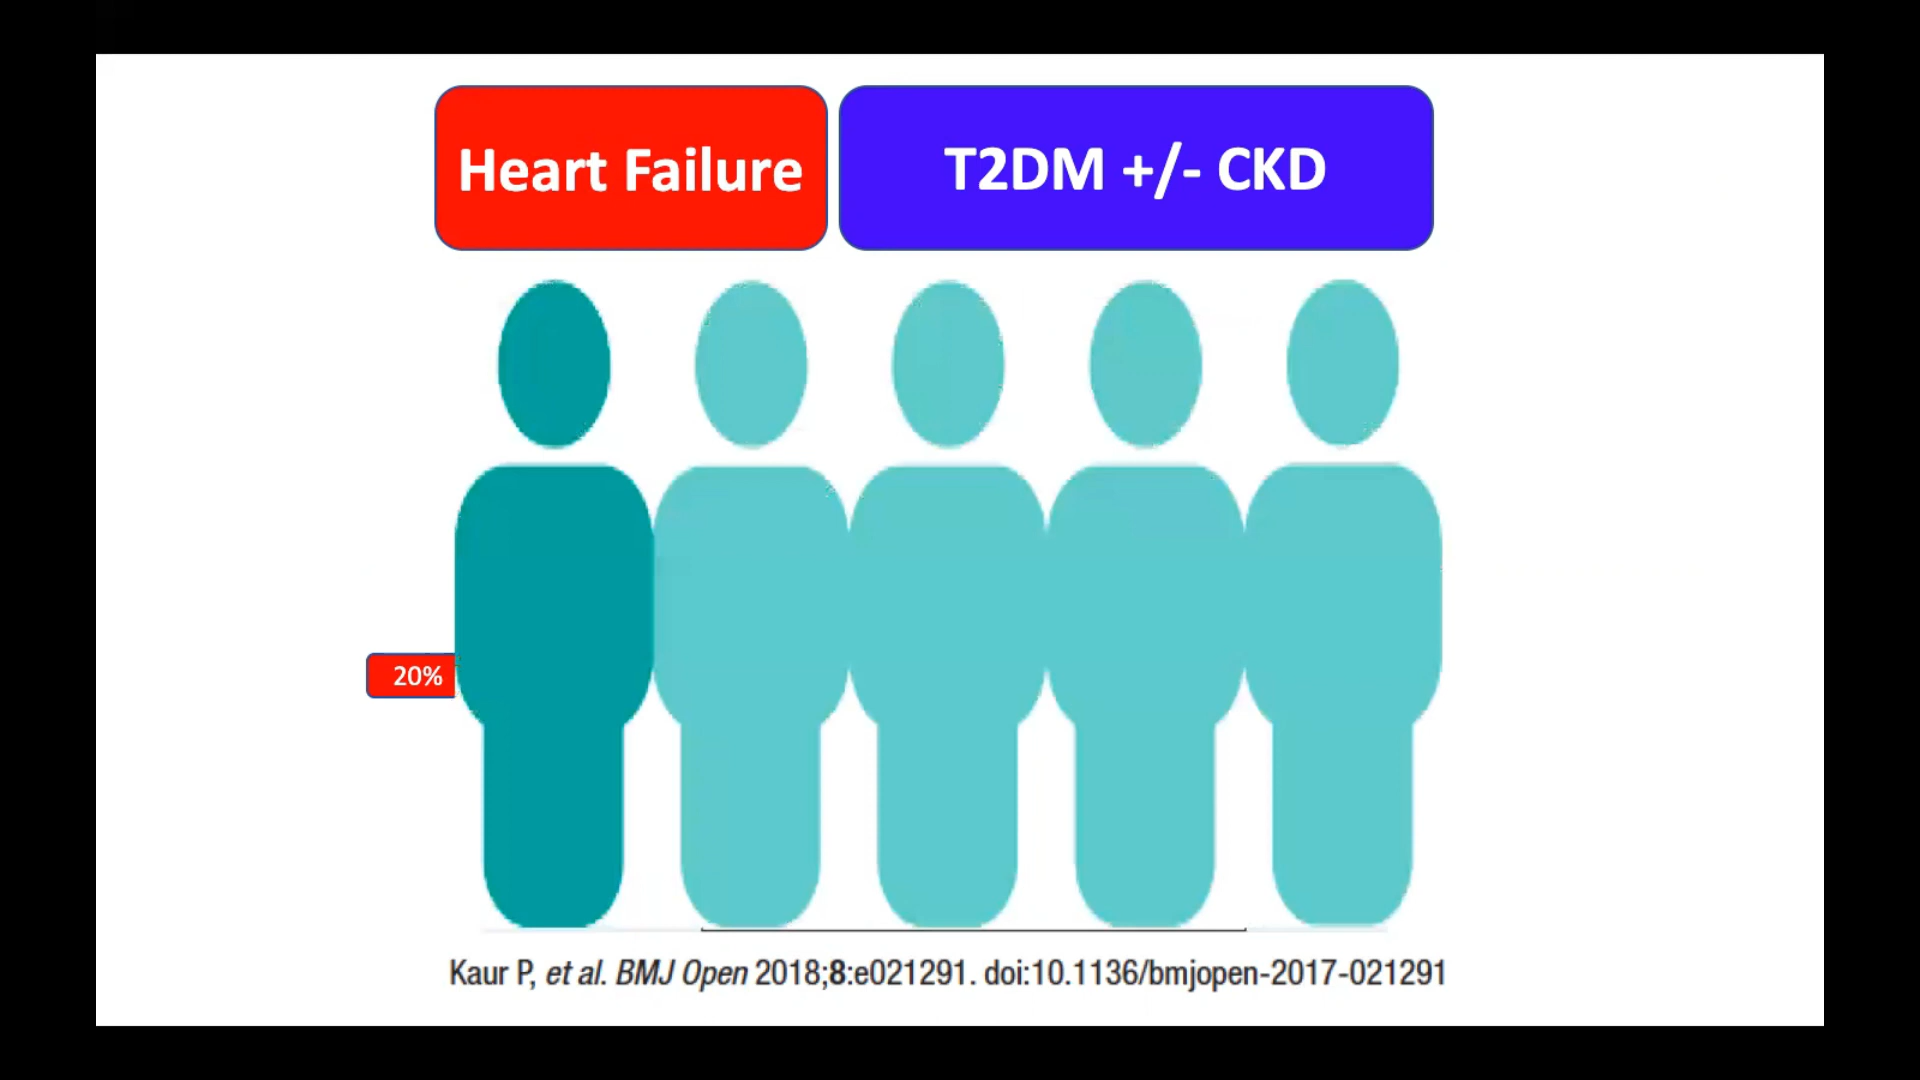 Heart Failure
T2DM +/- CKD
20%
Kaur P, et al. BMJ Open 2018;8:e021291. doi:10.1136/bmjopen-2017-021291